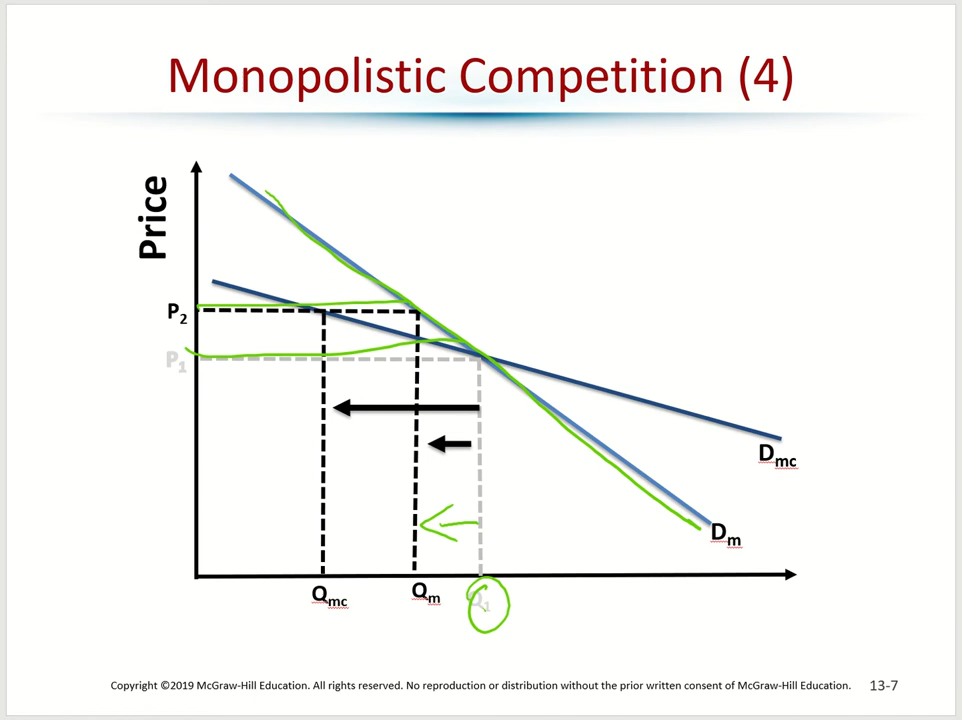 Monopolistic Competition (4)
Price
P2
P1
Dmc
Dm
Qmc
Qm
Q1
Copyright ©2019 McGraw-Hill Education. All rights reserved. No reproduction or distribution without the prior written consent of McGraw-Hill Education.
13-7